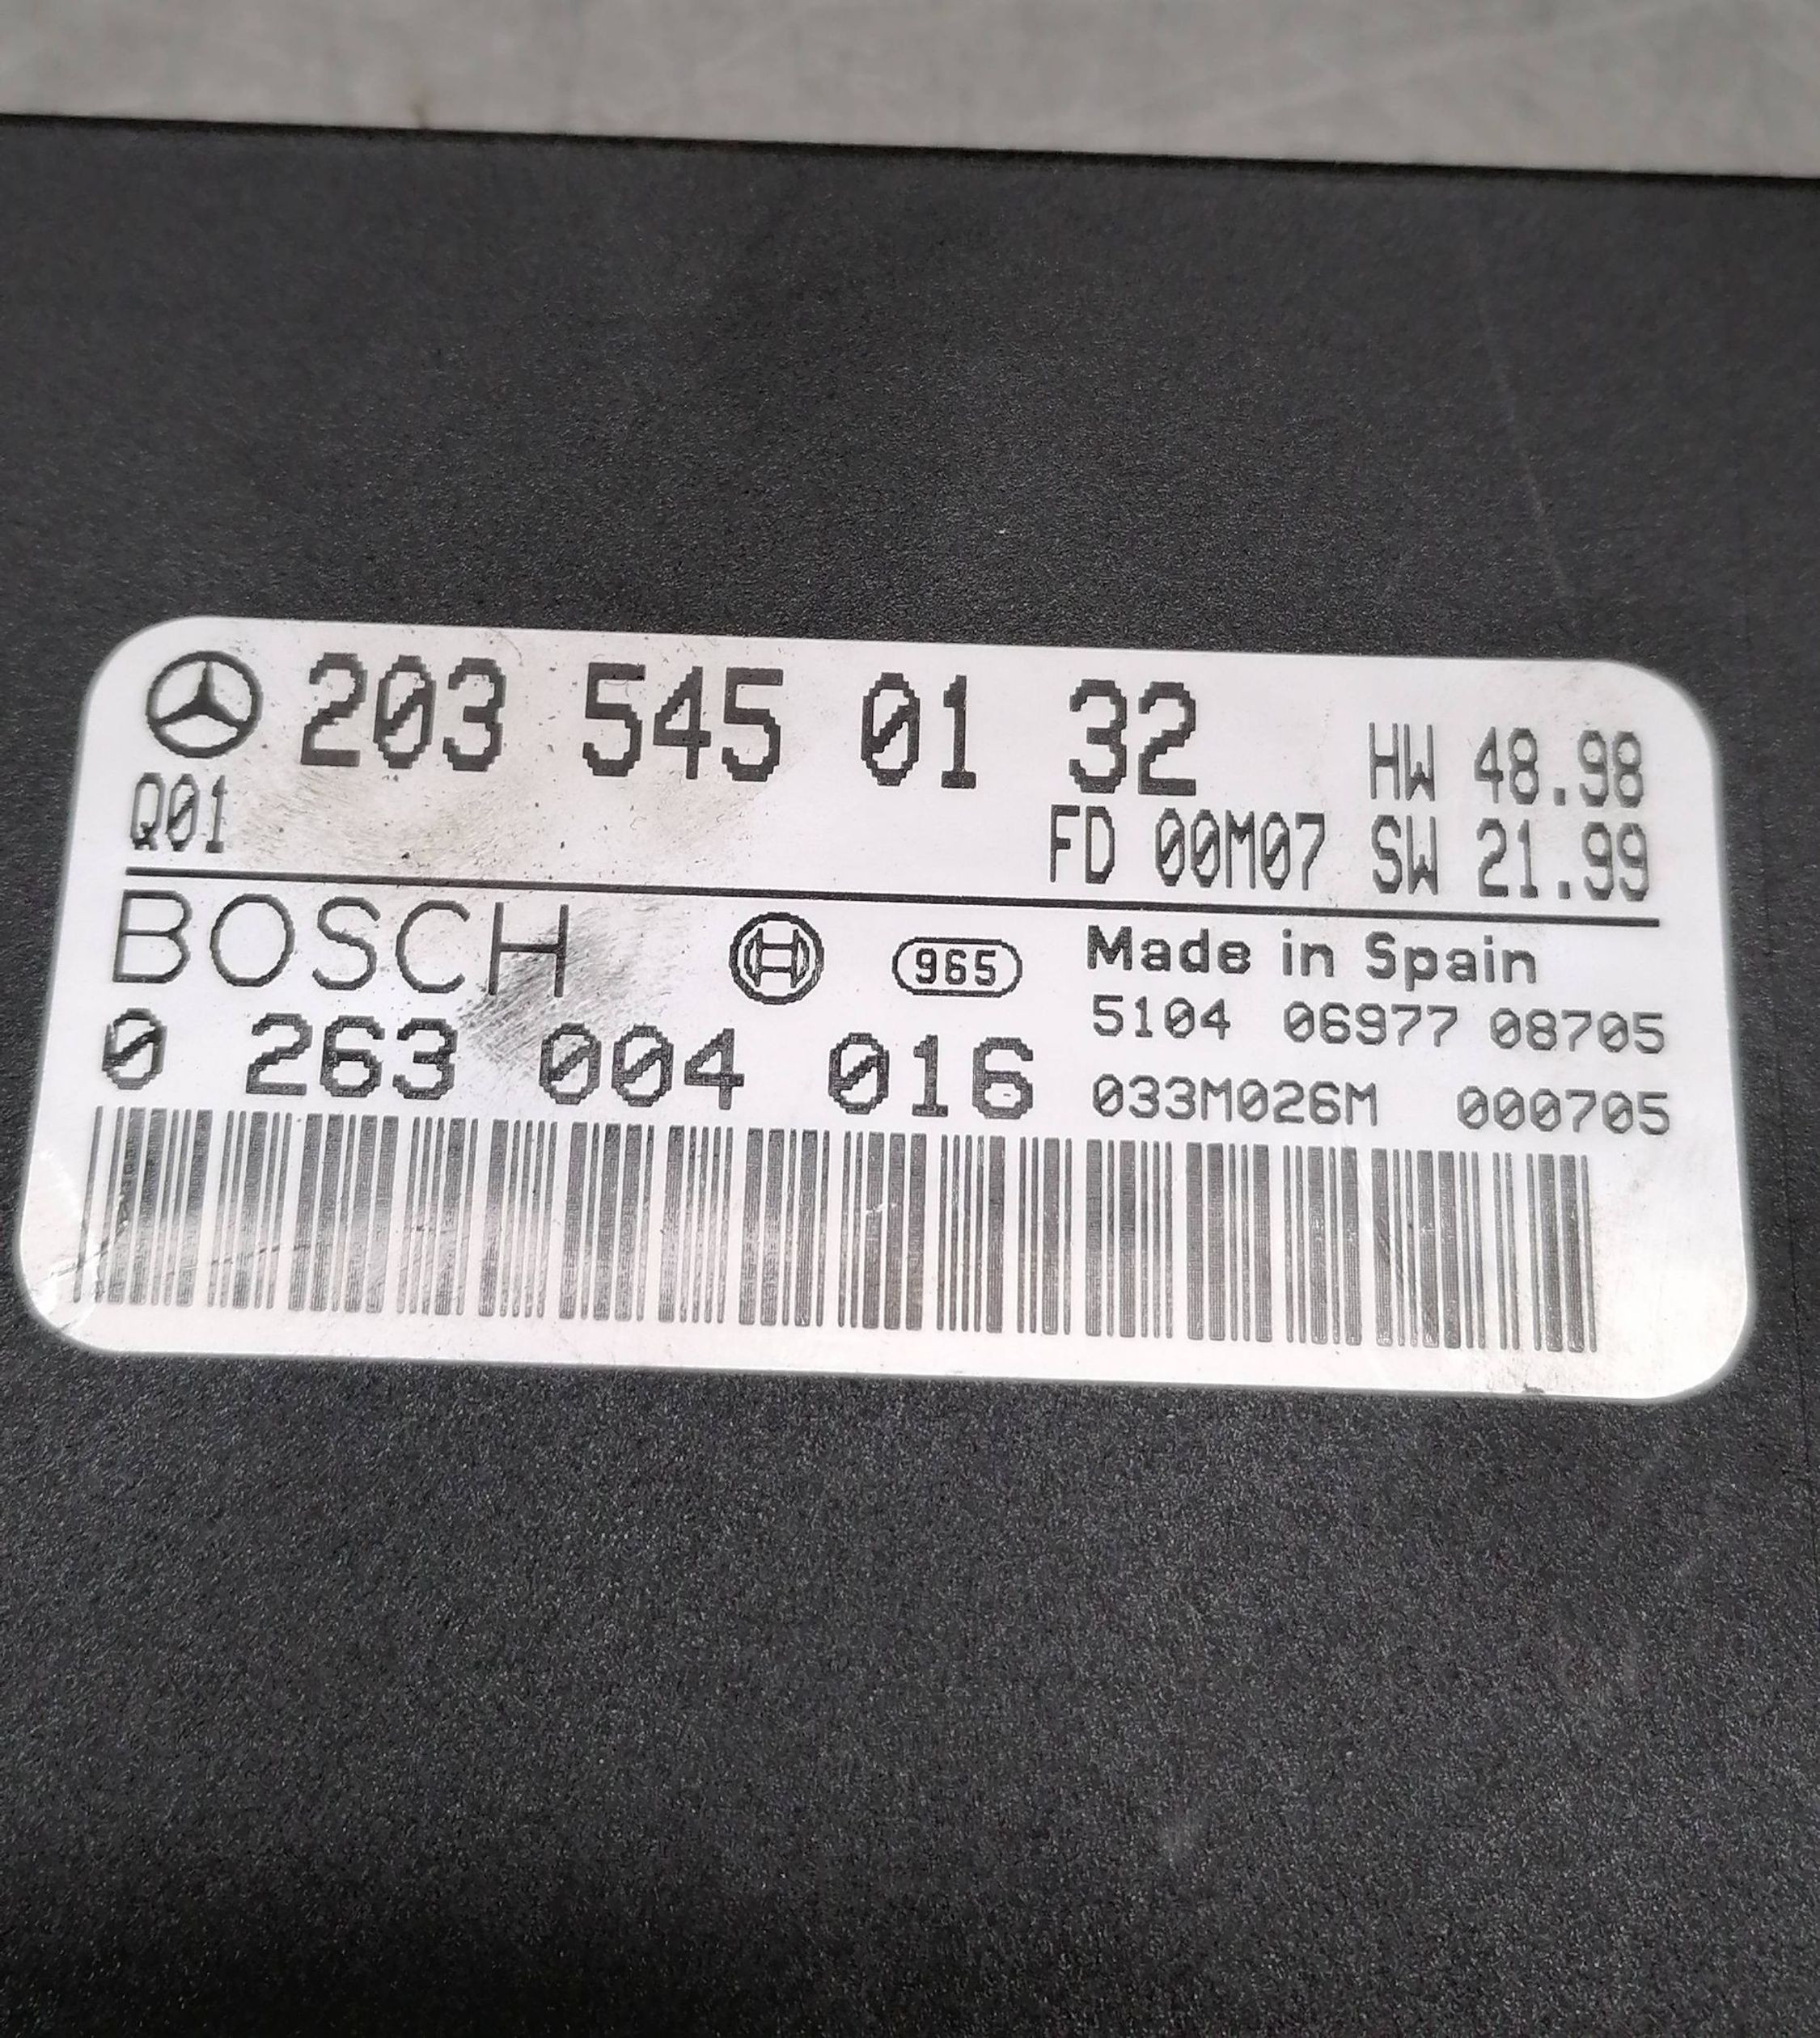 203 545 01 32 HW 48.98
Q01 FD 00M07 SW 21.99
BOSCH 965 Made in Spain
5104 06977 08705
0 263 004 016 033M026M 000705